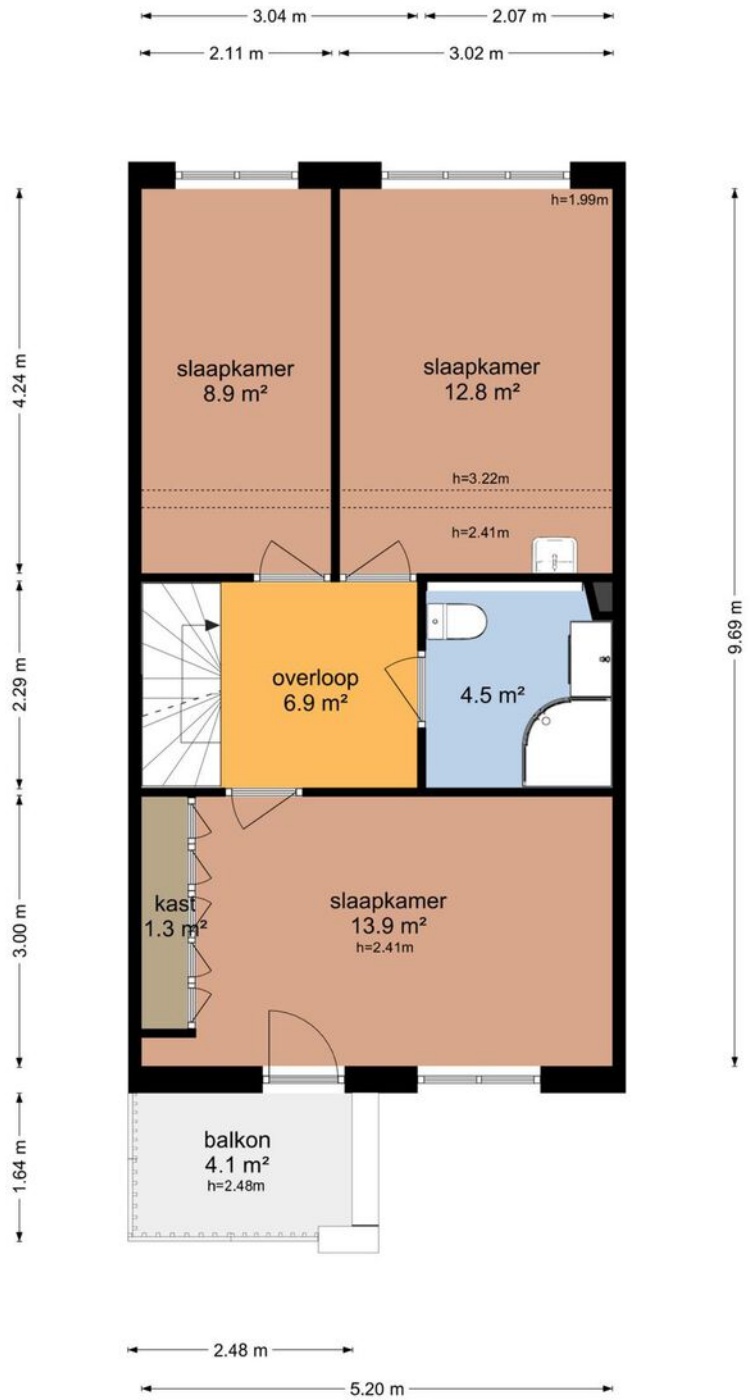 3.04 m
2.07 m
2.11 m
3.02 m
h=1.99m
4.24 m
slaapkamer
8.9 m²
slaapkamer
12.8 m²
h=3.22m
h=2.41m
9.69 m
2.29 m
overloop
6.9 m²
4.5 m²
3.00 m
kast
1.3 m²
slaapkamer
13.9 m²
h=2.41m
1.64 m
balkon
4.1 m²
h=2.48m
2.48 m
5.20 m